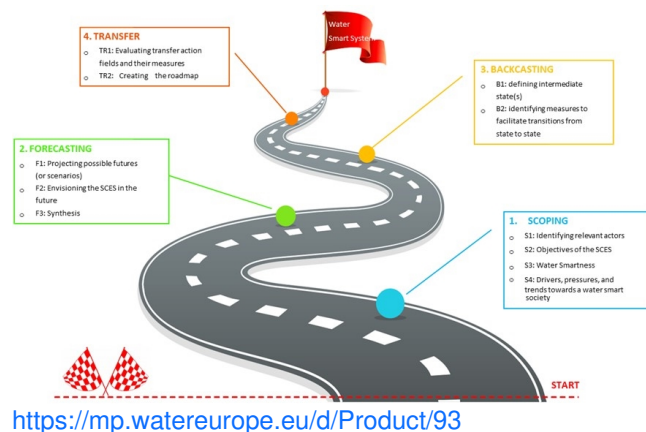 Water
Smart System
4. TRANSFER
TR1: Evaluating transfer action
fields and their measures
TR2: Creating the roadmap
3. BACKCASTING
B1: defining intermediate
state(s)
B2: identifying measures to
facilitate transitions from
state to state
2. FORECASTING
F1: Projecting possible futures
(or scenarios)
F2: Envisioning the SCES in the
future
F3: Synthesis
1. SCOPING
S1: Identifying relevant actors
S2: Objectives of the SCES
S3: Water Smartness
S4: Drivers, pressures, and
trends towards a water smart
society
START
https://mp.watereurope.eu/d/Product/93